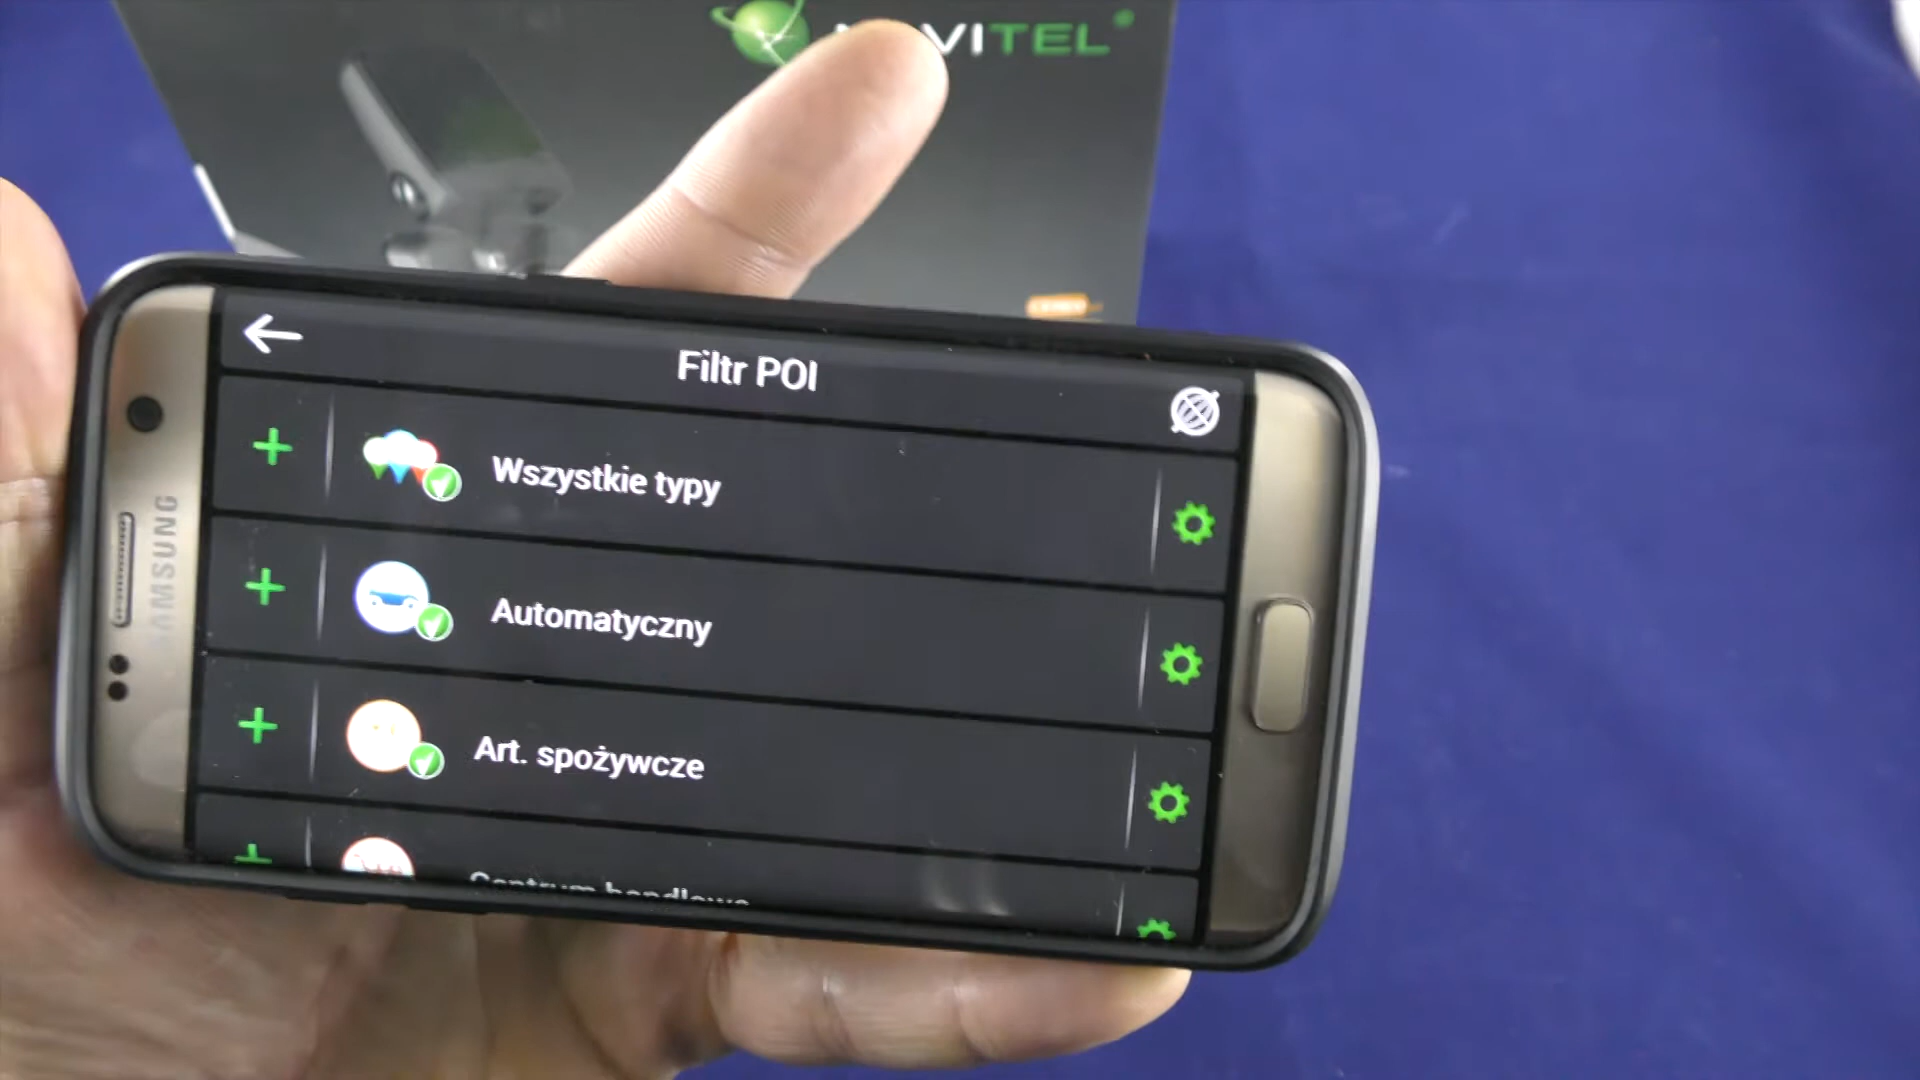 VITEL
SAMSUNG
Filtr POI
Wszystkie typy
Automatyczny
Art. spożywcze
Centrum handlowe